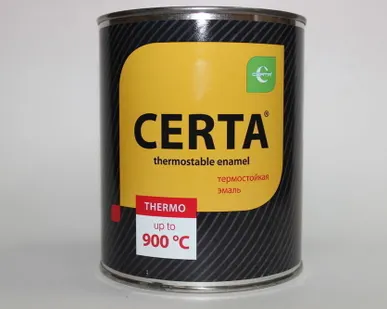 CERTA®
thermostable enamel
термостойкая
эмаль
THERMO
up to
900 °C